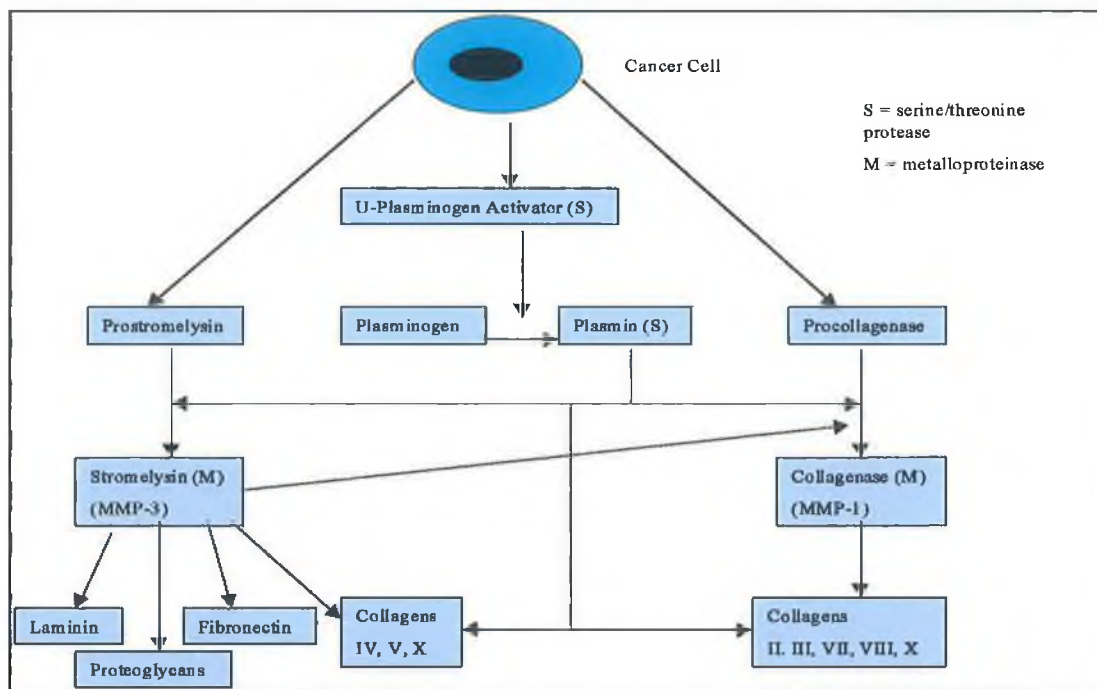 Cancer Cell
S = serine/threonine
protease
M = metalloproteinase
U-Plasminogen Activator (S)
Prostromelysin
Plasminogen
Plasmin (S)
Procollagenase
Stromelysin (M)
(MMP-3)
Collagenase (M)
(MMP-1)
Laminin
Proteoglycans
Fibronectin
Collagens
IV, V, X
Collagens
II. III, VII, VIII, X